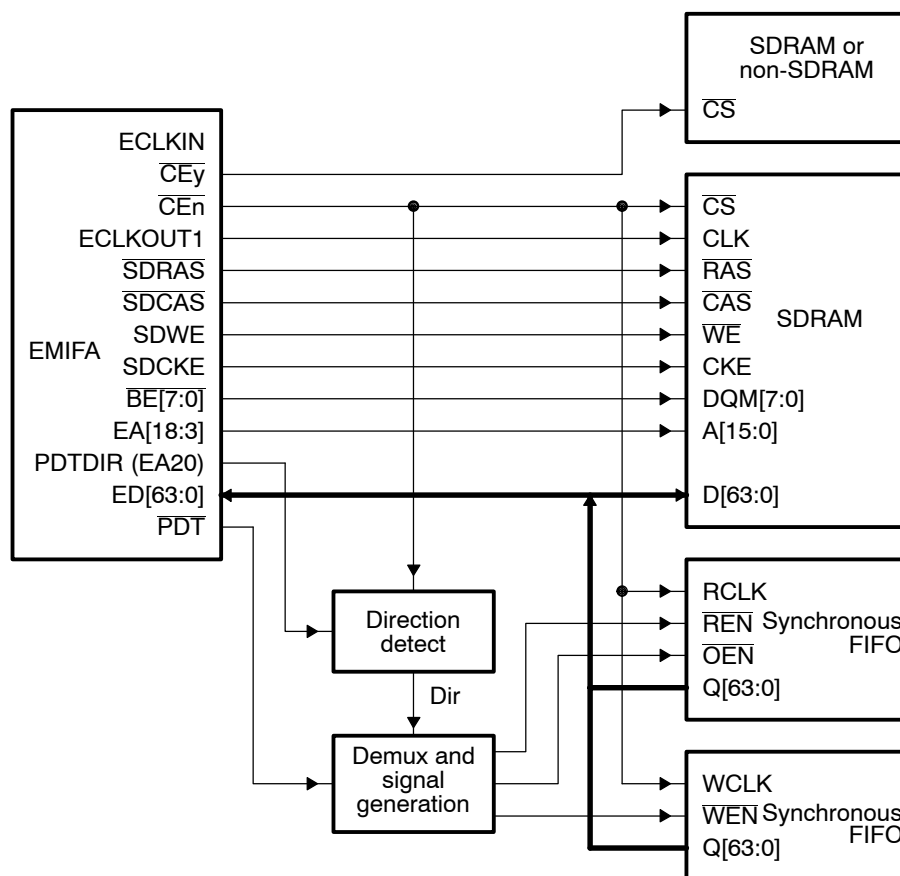 SDRAM or
non-SDRAM
CS
EMIFA
ECLKIN
CEy
CEn
ECLKOUT1
SDRAS
SDCAS
SDWE
SDCKE
BE[7:0]
EA[18:3]
PDTDIR (EA20)
ED[63:0]
PDT
SDRAM
CS
CLK
RAS
CAS
WE
CKE
DQM[7:0]
A[15:0]
D[63:0]
Direction
detect
Dir
Demux and
signal
generation
RCLK
REN
OEN
Q[63:0]
Synchronous
FIFO
WCLK
WEN
Q[63:0]
Synchronous
FIFO